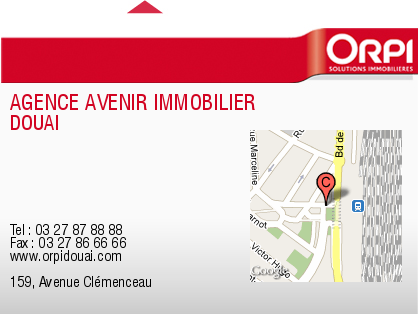 ORPI
SOLUTIONS IMMOBILIÈRES
AGENCE AVENIR IMMOBILIER
DOUAI
Rue Marceline
Bd de
C
arnot
Victor Hugo
Google
Tel : 03 27 87 88 88
Fax : 03 27 86 66 66
www.orpidouai.com
159, Avenue Clémenceau